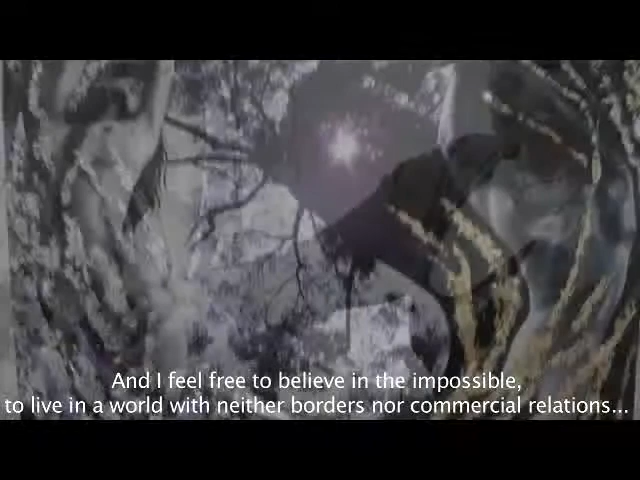 And I feel free to believe in the impossible,
to live in a world with neither borders nor commercial relations...